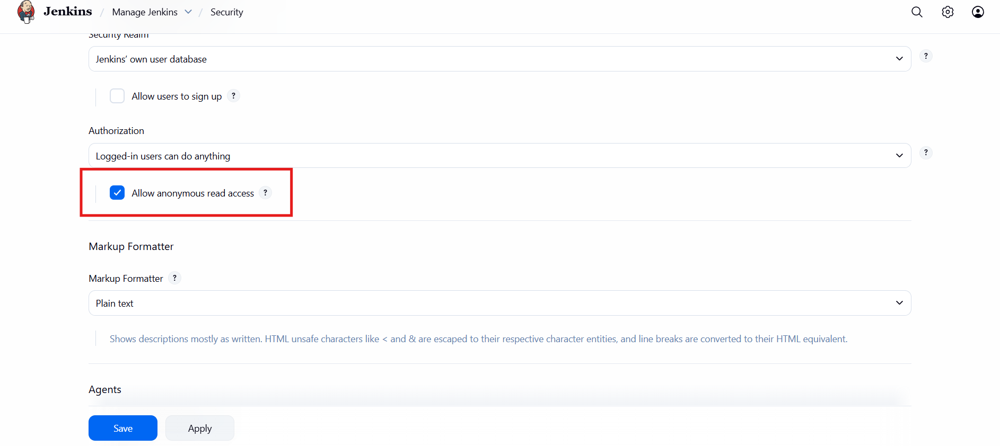 Jenkins / Manage Jenkins / Security
Security Realm
Jenkins' own user database
?
Allow users to sign up ?
Authorization
Logged-in users can do anything
?
Allow anonymous read access ?
Markup Formatter
Markup Formatter ?
Plain text
Shows descriptions mostly as written. HTML unsafe characters like < and & are escaped to their respective character entities, and line breaks are converted to their HTML equivalent.
Agents
Save Apply